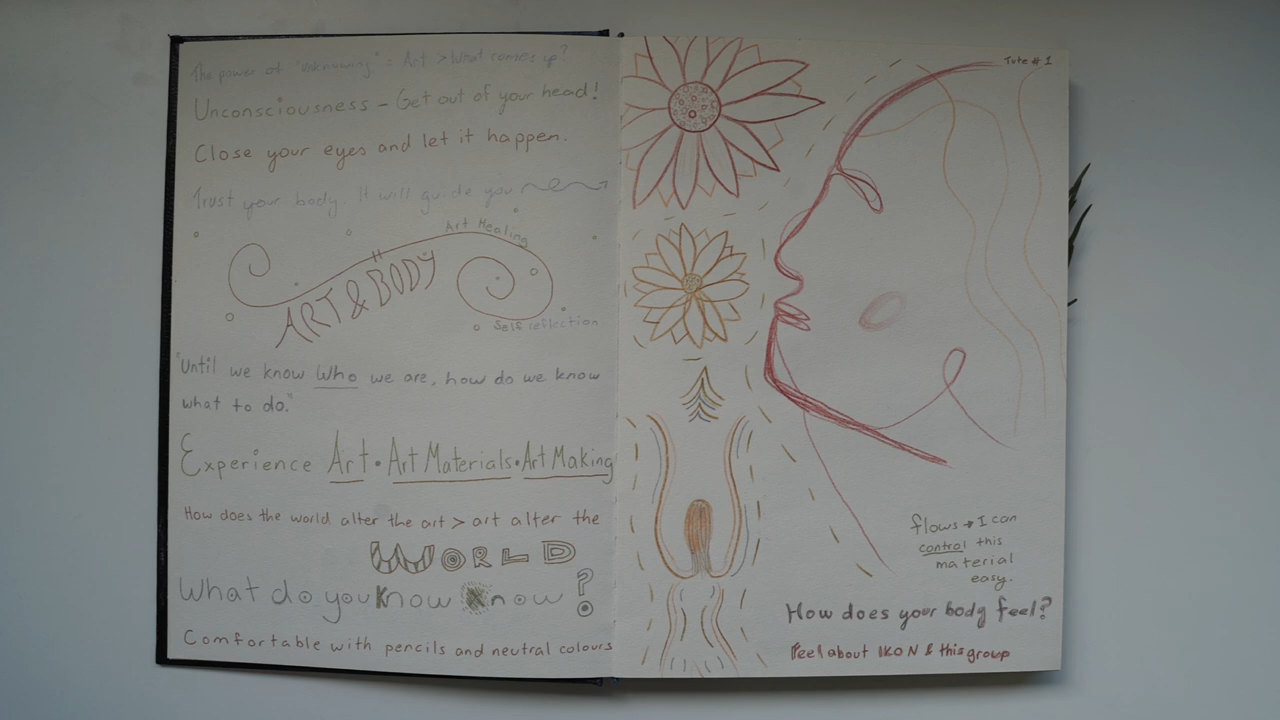 The power of "unknowing" = Art > What comes up?
Unconsciousness - Get out of your head!
Close your eyes and let it happen.
Trust your body. It will guide you
Art Healing
ART & BODY
Self reflection
"Until we know Who we are, how do we know
what to do."
Experience Art • Art Materials • Art Making
How does the world alter the art > art alter the
WORLD
What do you Know Know?
Comfortable with pencils and neutral colours
Tute # 1
flows → I can
control this
material
easy.
How does your body feel?
Feel about IKON & this group